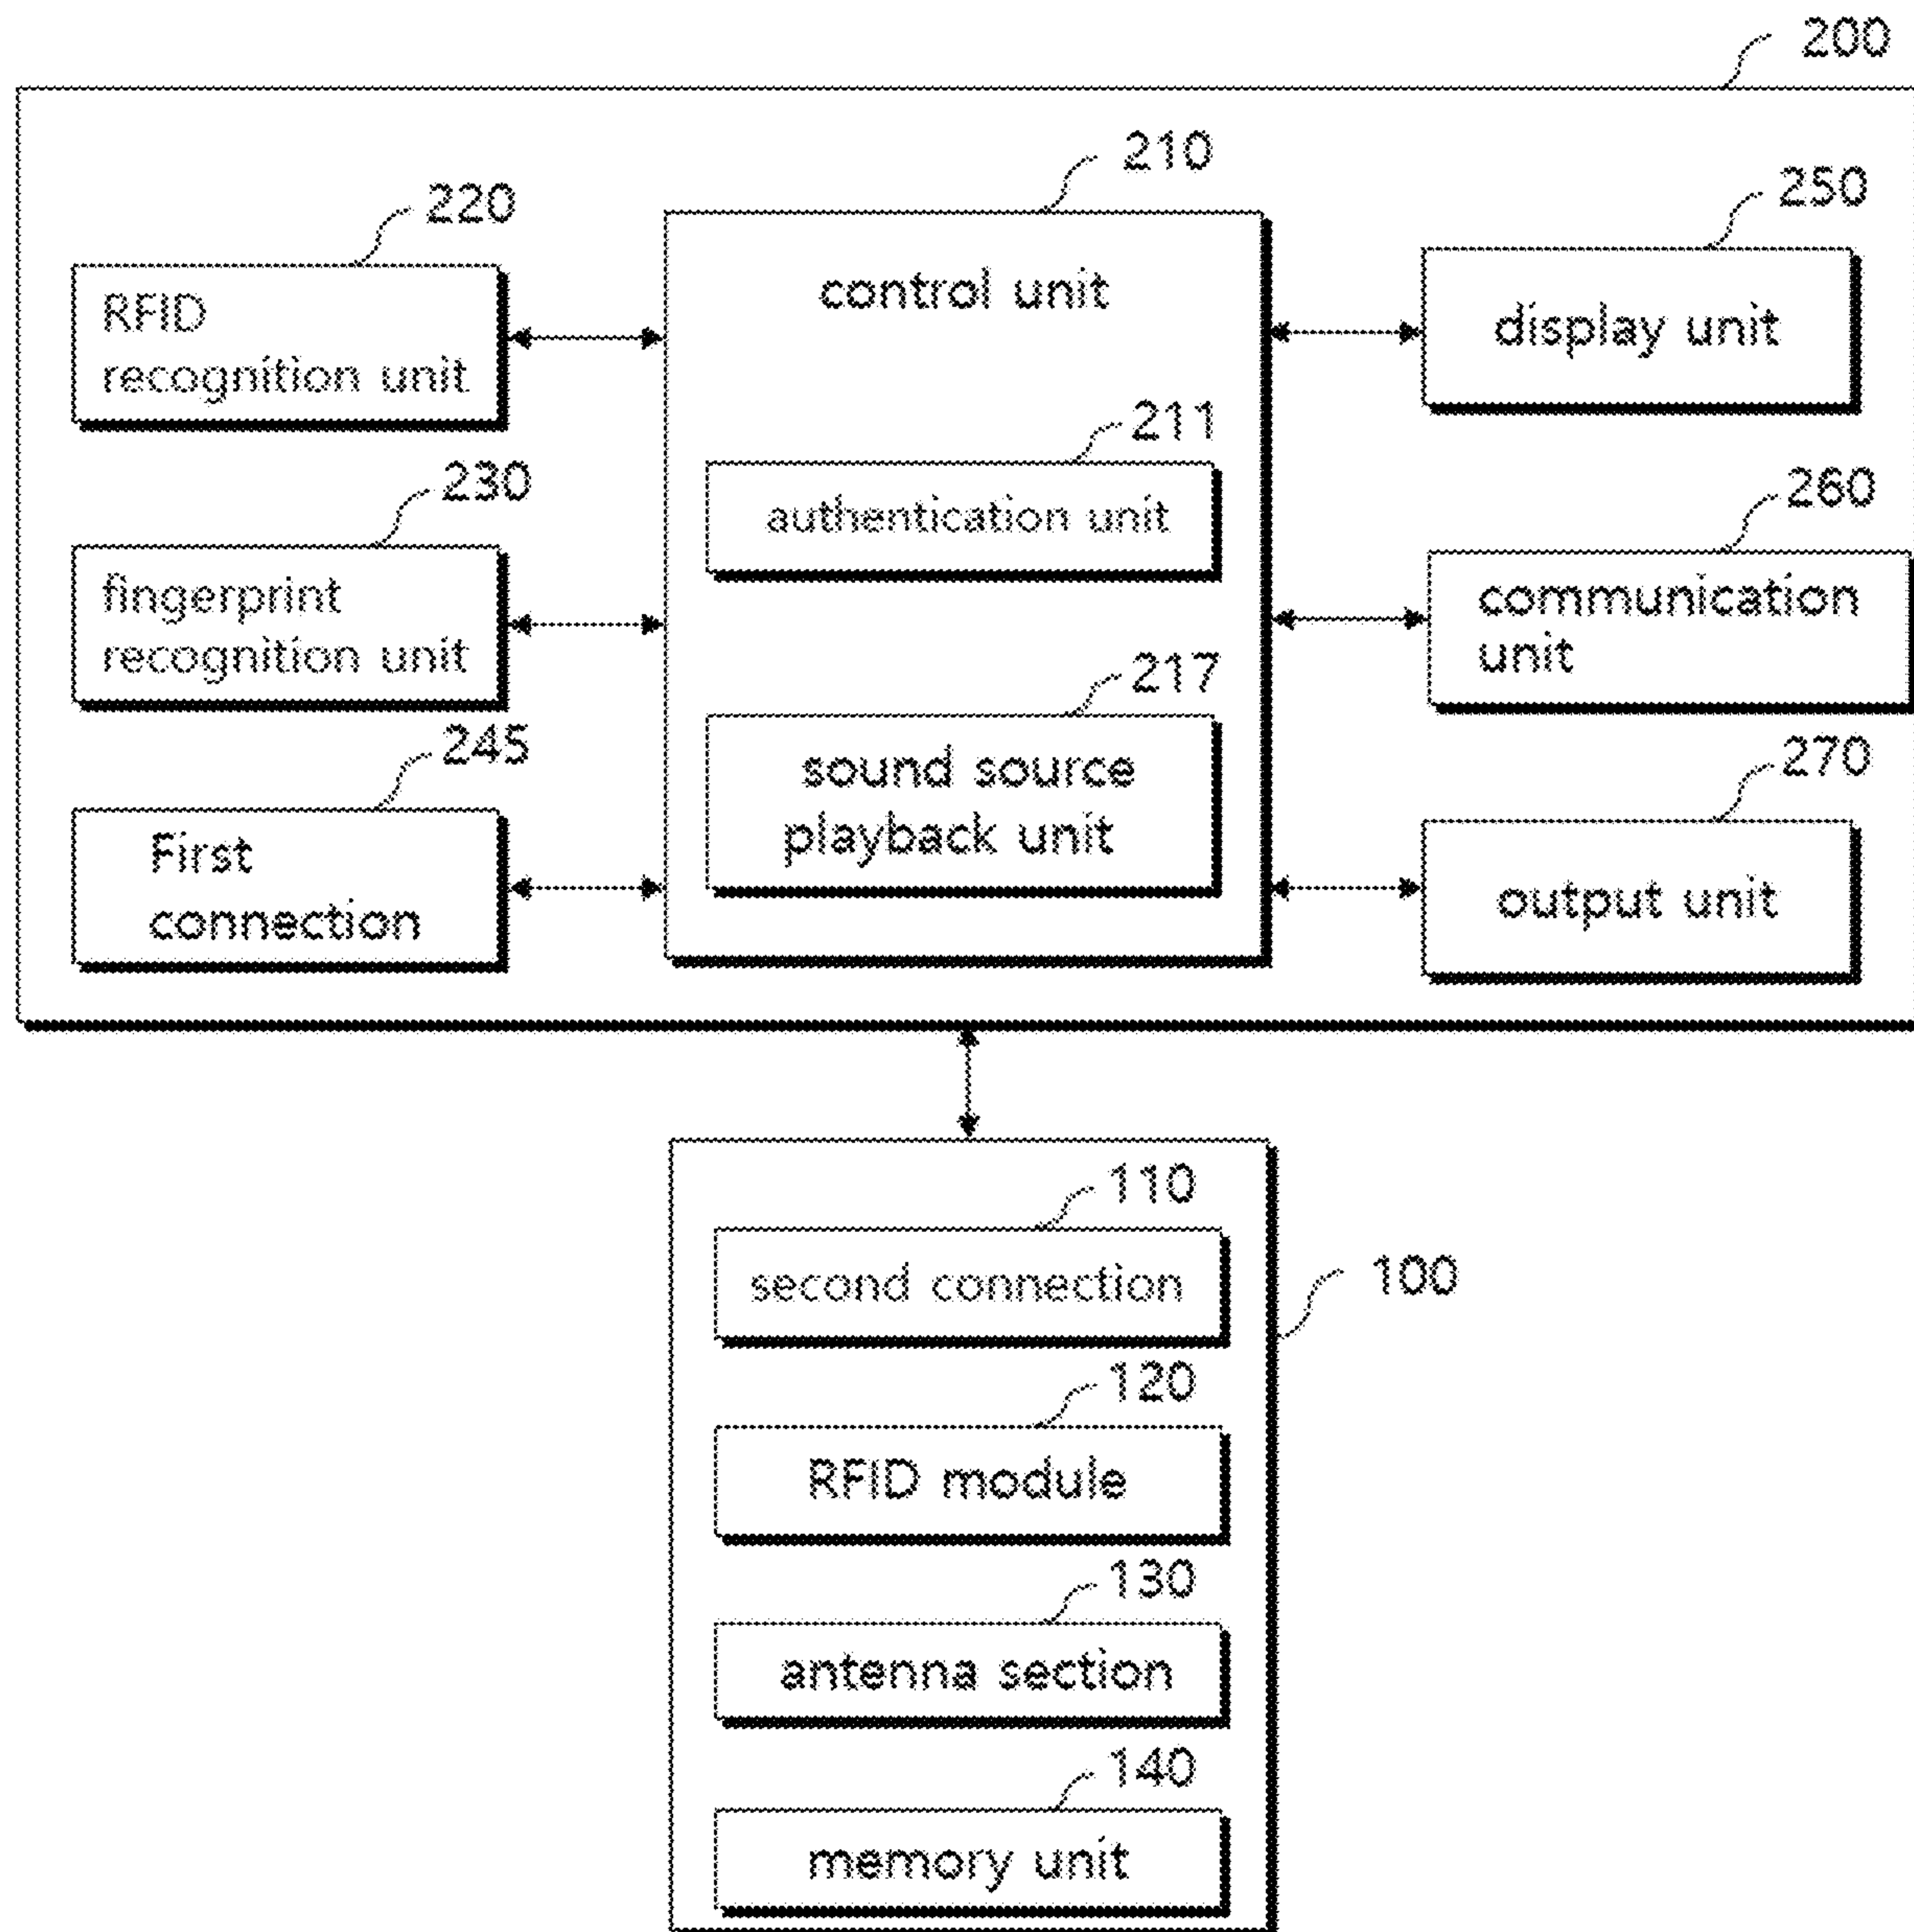 200
210
220
250
RFID
recognition unit
control unit
display unit
211
authentication unit
230
260
fingerprint
recognition unit
communication
unit
217
sound source
playback unit
245
270
First
connection
output unit
110
second connection
100
120
RFID module
130
antenna section
140
memory unit